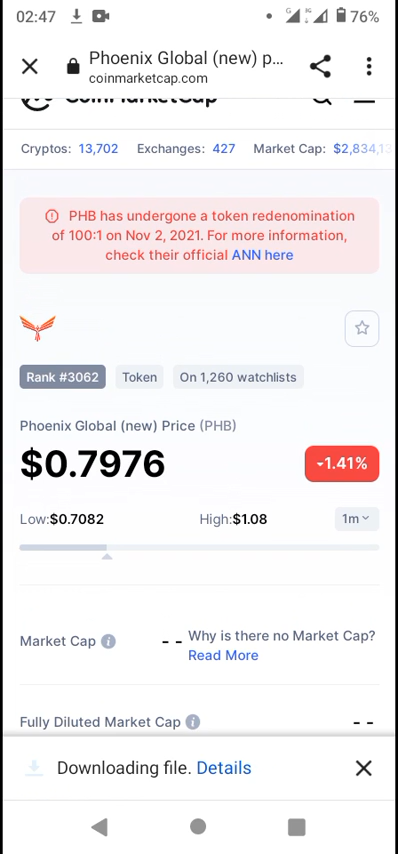 02:47
G 3G 76%
Phoenix Global (new) p...
coinmarketcap.com
CoinMarketCap
Cryptos: 13,702 Exchanges: 427 Market Cap: $2,834,13
PHB has undergone a token redenomination
of 100:1 on Nov 2, 2021. For more information,
check their official ANN here
Rank #3062 Token On 1,260 watchlists
Phoenix Global (new) Price (PHB)
$0.7976 1.41%
Low:$0.7082 High:$1.08 1m
Market Cap - - Why is there no Market Cap?
Read More
Fully Diluted Market Cap - -
Downloading file. Details